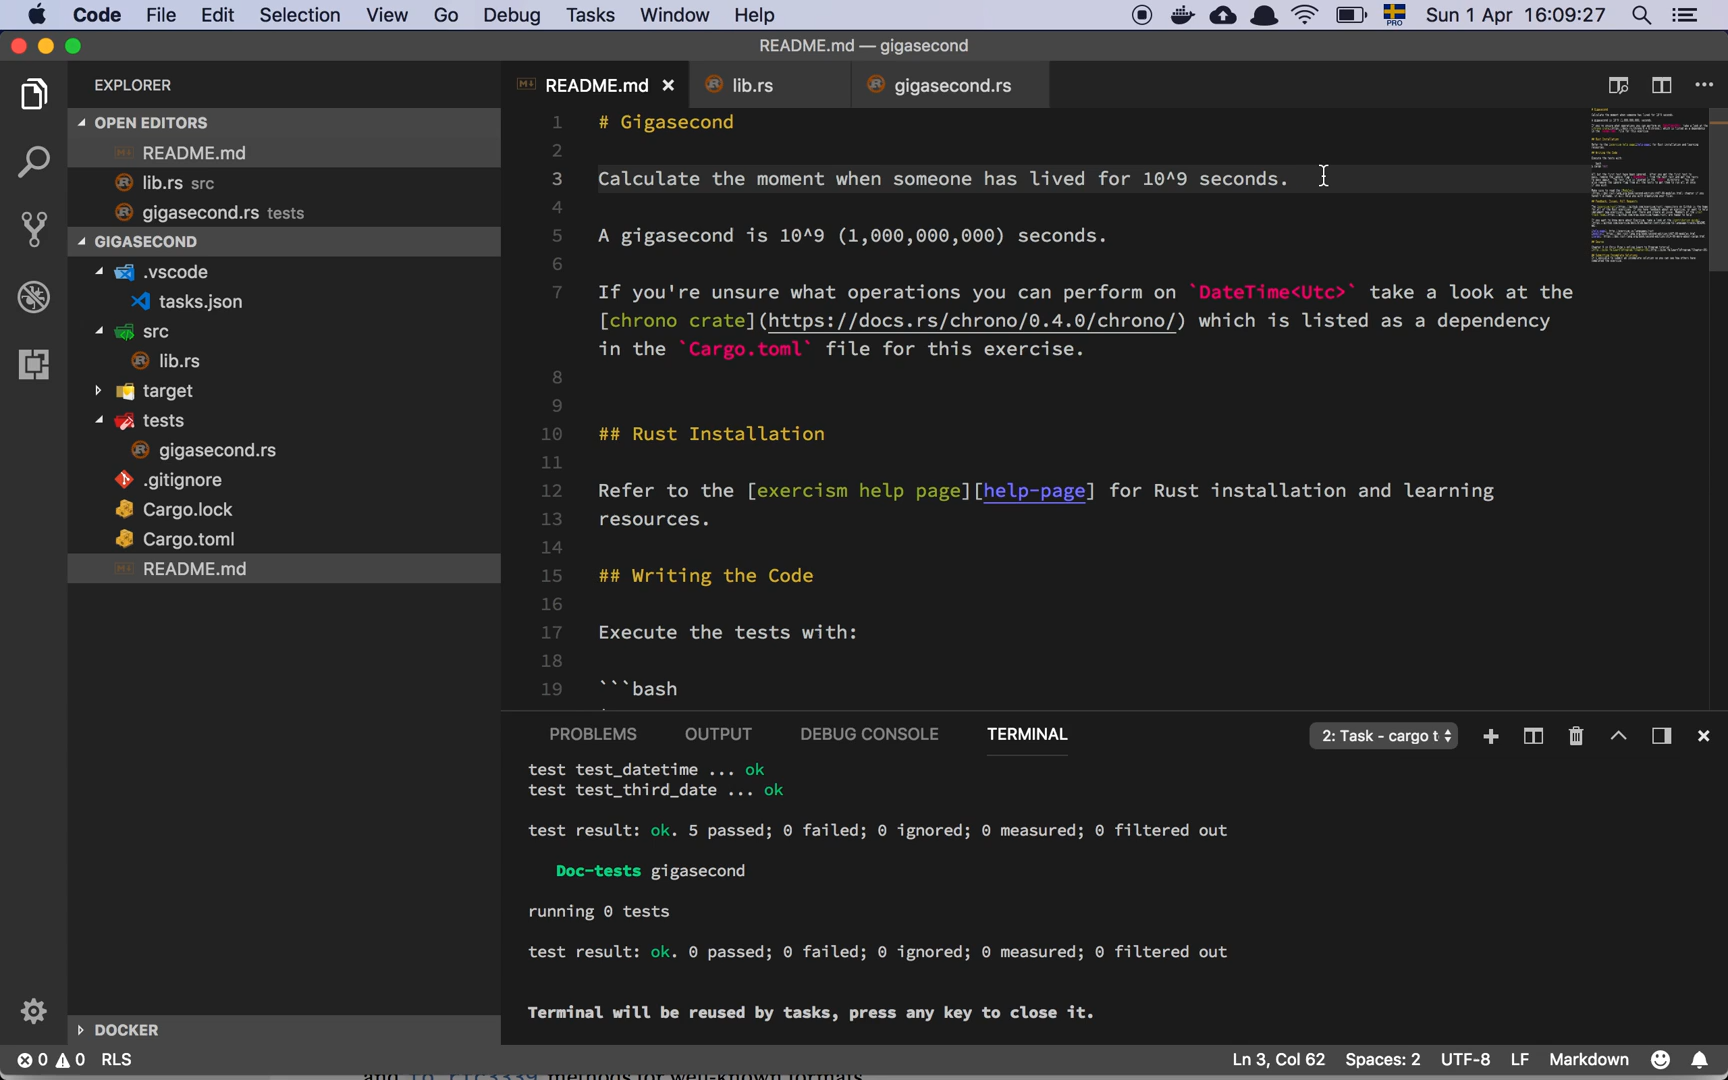 Code File Edit Selection View Go Debug Tasks Window Help PRO Sun 1 Apr 16:09:27
README.md — gigasecond
EXPLORER
OPEN EDITORS
README.md
lib.rs src
gigasecond.rs tests
GIGASECOND
.vscode
tasks.json
src
lib.rs
target
tests
gigasecond.rs
.gitignore
Cargo.lock
Cargo.toml
README.md
DOCKER
README.md lib.rs gigasecond.rs
1 # Gigasecond
2
3 Calculate the moment when someone has lived for 10^9 seconds.
4
5 A gigasecond is 10^9 (1,000,000,000) seconds.
6
7 If you're unsure what operations you can perform on `DateTime<Utc>` take a look at the
[chrono crate](https://docs.rs/chrono/0.4.0/chrono/) which is listed as a dependency
in the `Cargo.toml` file for this exercise.
8
9
10 ## Rust Installation
11
12 Refer to the [exercism help page][help-page] for Rust installation and learning
13 resources.
14
15 ## Writing the Code
16
17 Execute the tests with:
18
19 ```bash
PROBLEMS OUTPUT DEBUG CONSOLE TERMINAL 2: Task - cargo t
test test_datetime ... ok
test test_third_date ... ok
test result: ok. 5 passed; 0 failed; 0 ignored; 0 measured; 0 filtered out
Doc-tests gigasecond
running 0 tests
test result: ok. 0 passed; 0 failed; 0 ignored; 0 measured; 0 filtered out
Terminal will be reused by tasks, press any key to close it.
0 0 RLS Ln 3, Col 62 Spaces: 2 UTF-8 LF Markdown